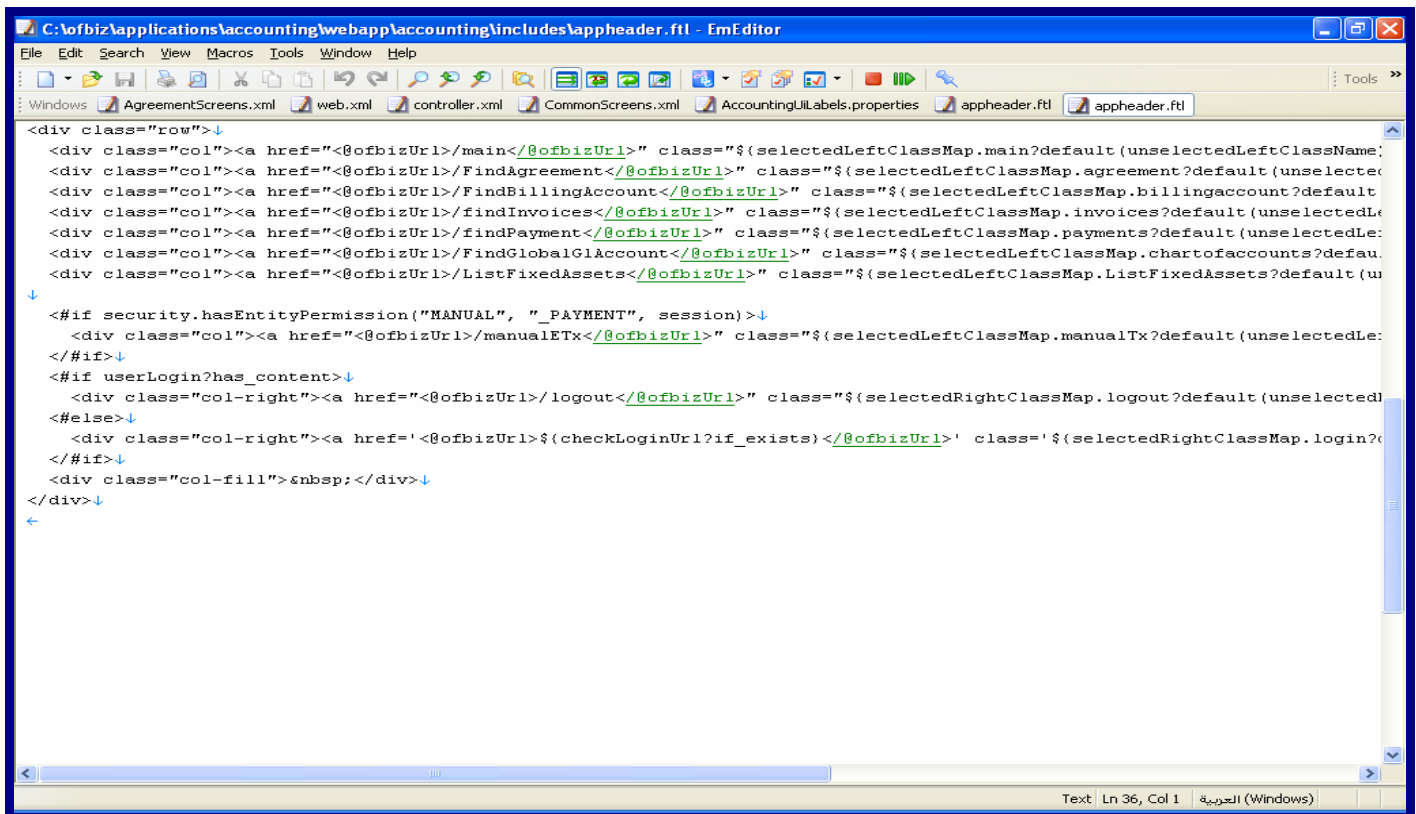 C:\ofbiz\applications\accounting\webapp\accounting\includes\appheader.ftl - EmEditor
File Edit Search View Macros Tools Window Help
Tools
Windows AgreementScreens.xml web.xml controller.xml CommonScreens.xml AccountingUiLabels.properties appheader.ftl appheader.ftl
<div class="row">↓
<div class="col"><a href="<@ofbizUrl>/main</@ofbizUrl>" class="${selectedLeftClassMap.main?default(unselectedLeftClassName)
<div class="col"><a href="<@ofbizUrl>/FindAgreement</@ofbizUrl>" class="${selectedLeftClassMap.agreement?default(unselected
<div class="col"><a href="<@ofbizUrl>/FindBillingAccount</@ofbizUrl>" class="${selectedLeftClassMap.billingaccount?default
<div class="col"><a href="<@ofbizUrl>/findInvoices</@ofbizUrl>" class="${selectedLeftClassMap.invoices?default(unselectedLe
<div class="col"><a href="<@ofbizUrl>/findPayment</@ofbizUrl>" class="${selectedLeftClassMap.payments?default(unselectedLe
<div class="col"><a href="<@ofbizUrl>/FindGlobalGlAccount</@ofbizUrl>" class="${selectedLeftClassMap.chartofaccounts?defau
<div class="col"><a href="<@ofbizUrl>/ListFixedAssets</@ofbizUrl>" class="${selectedLeftClassMap.ListFixedAssets?default(u
↓
<#if security.hasEntityPermission("MANUAL", "_PAYMENT", session)>↓
<div class="col"><a href="<@ofbizUrl>/manualETx</@ofbizUrl>" class="${selectedLeftClassMap.manualTx?default(unselectedLe
</#if>↓
<#if userLogin?has_content>↓
<div class="col-right"><a href="<@ofbizUrl>/logout</@ofbizUrl>" class="${selectedRightClassMap.logout?default(unselected
<#else>↓
<div class="col-right"><a href='<@ofbizUrl>${checkLoginUrl?if_exists}</@ofbizUrl>' class='${selectedRightClassMap.login?
</#if>↓
<div class="col-fill">&nbsp;</div>↓
</div>↓
←
Text Ln 36, Col 1 العربية (Windows)